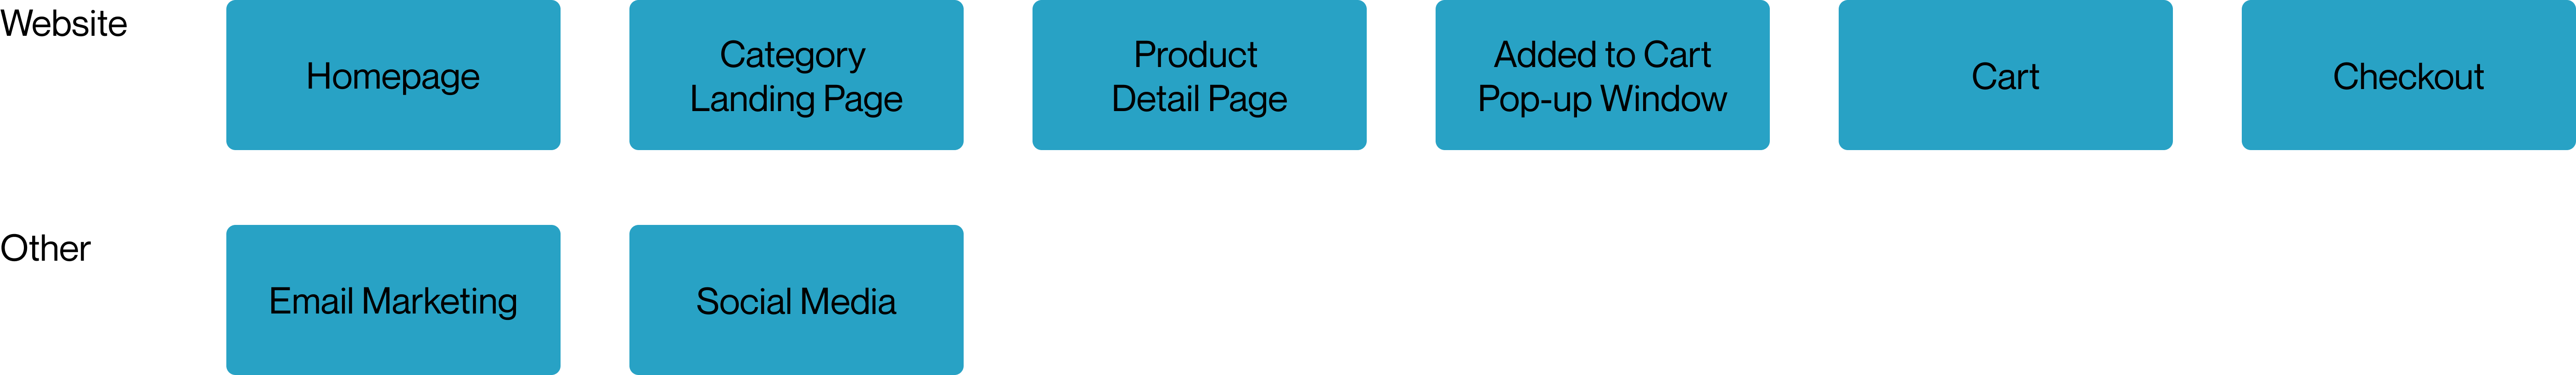 Website
Homepage
Category
Landing Page
Product
Detail Page
Added to Cart
Pop-up Window
Cart
Checkout
Other
Email Marketing
Social Media